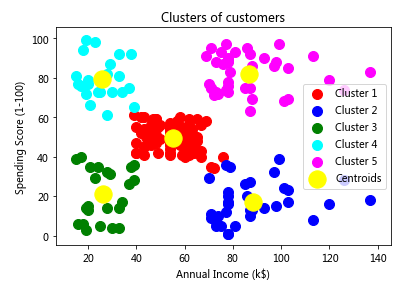 Clusters of customers
Spending Score (1-100)
100
80
60
40
20
0
Cluster 1
Cluster 2
Cluster 3
Cluster 4
Cluster 5
Centroids
20
40
60
80
100
120
140
Annual Income (k$)